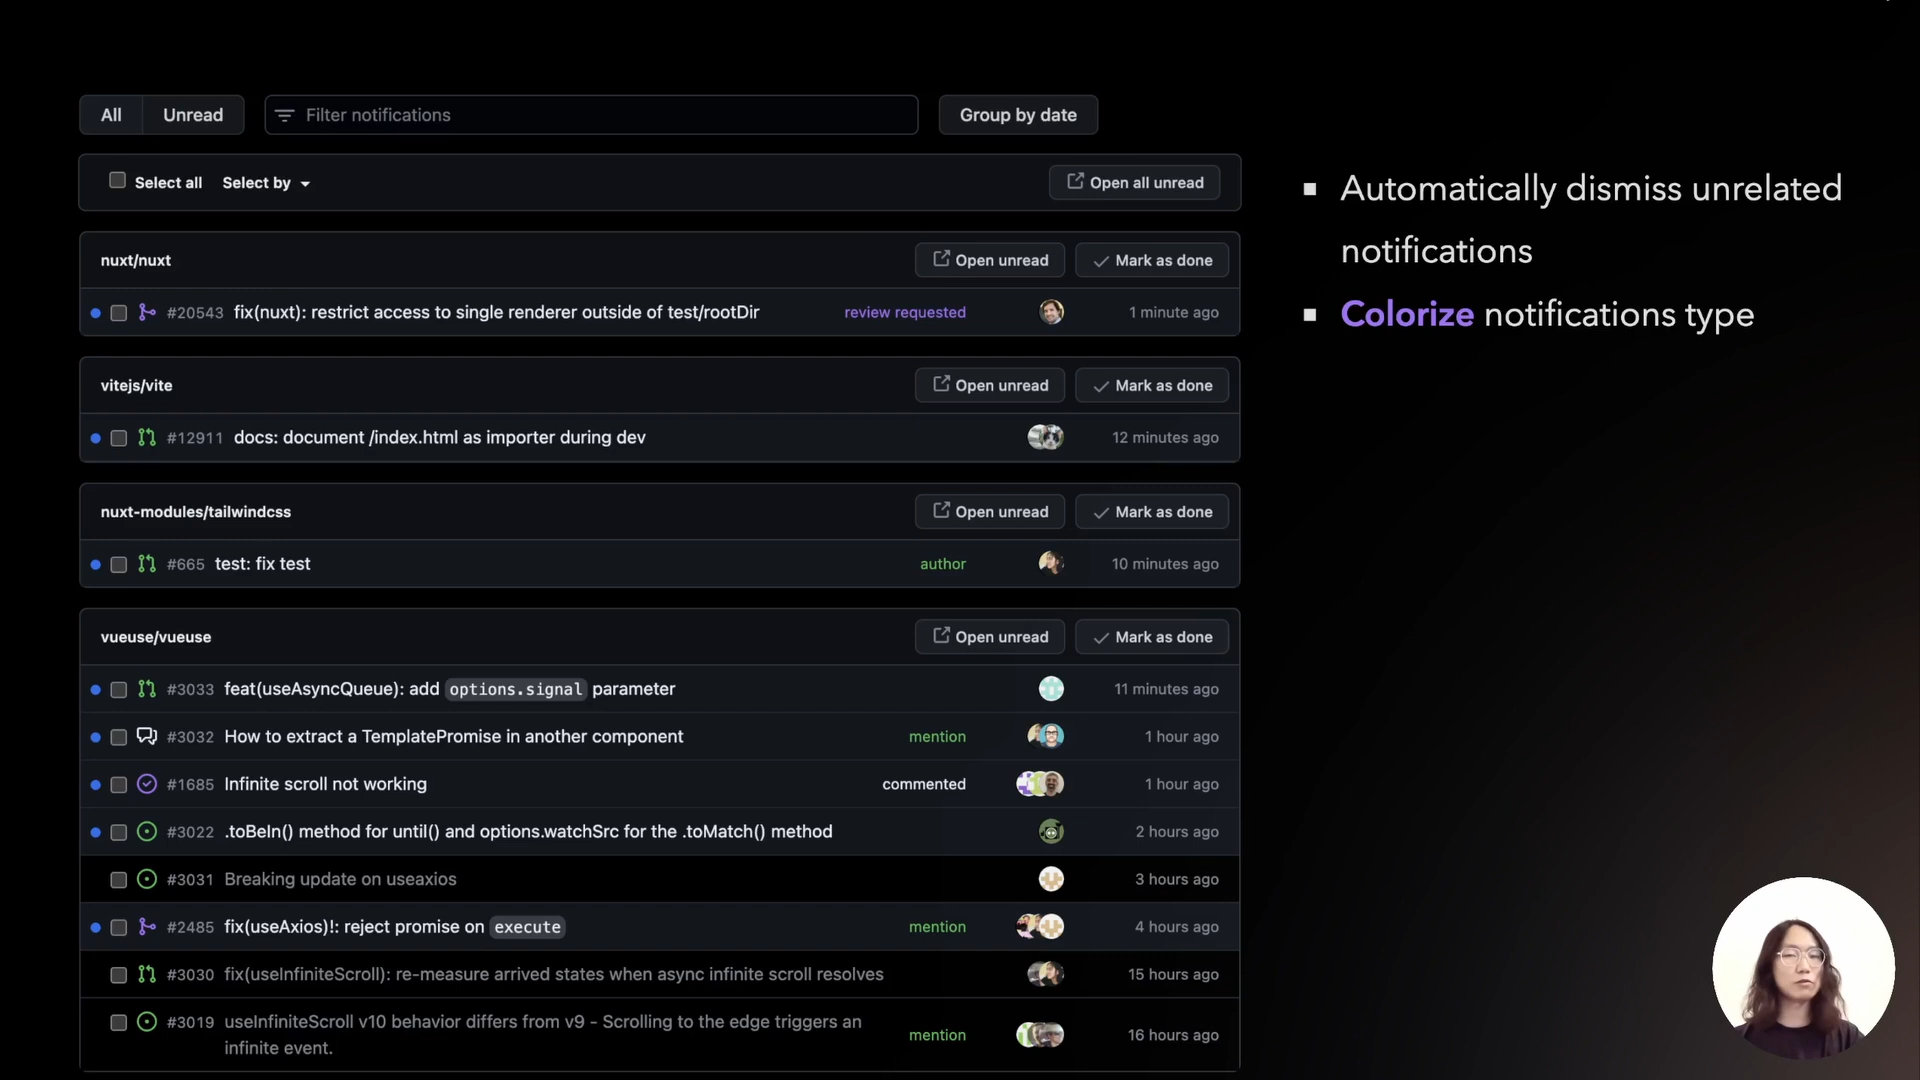 All
Unread
Filter notifications
Group by date
Select all
Select by
Open all unread
nuxt/nuxt
Open unread
Mark as done
#20543 fix(nuxt): restrict access to single renderer outside of test/rootDir
review requested
1 minute ago
vitejs/vite
Open unread
Mark as done
#12911 docs: document /index.html as importer during dev
12 minutes ago
nuxt-modules/tailwindcss
Open unread
Mark as done
#665 test: fix test
author
10 minutes ago
vueuse/vueuse
Open unread
Mark as done
#3033 feat(useAsyncQueue): add options.signal parameter
11 minutes ago
#3032 How to extract a TemplatePromise in another component
mention
1 hour ago
#1685 Infinite scroll not working
commented
1 hour ago
#3022 .toBeIn() method for until() and options.watchSrc for the .toMatch() method
2 hours ago
#3031 Breaking update on useaxios
3 hours ago
#2485 fix(useAxios)!: reject promise on execute
mention
4 hours ago
#3030 fix(useInfiniteScroll): re-measure arrived states when async infinite scroll resolves
15 hours ago
#3019 useInfiniteScroll v10 behavior differs from v9 - Scrolling to the edge triggers an
infinite event.
mention
16 hours ago
Automatically dismiss unrelated
notifications
Colorize notifications type